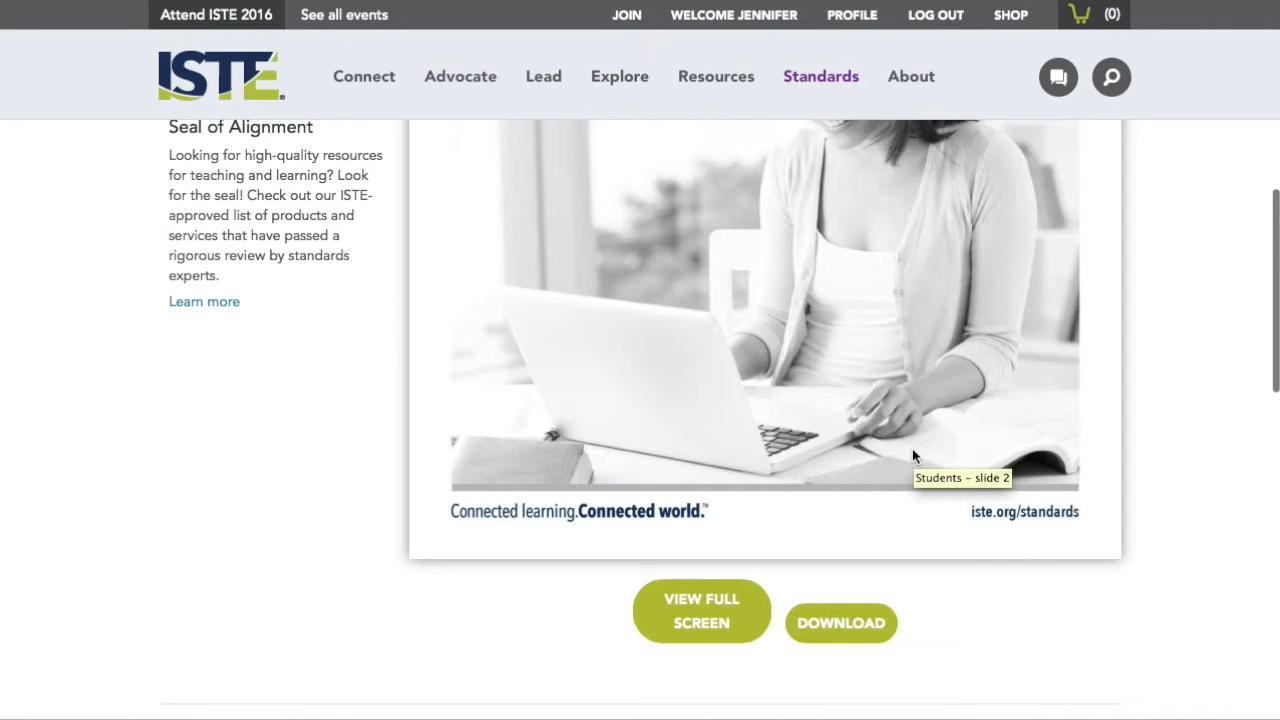 Attend ISTE 2016 See all events JOIN WELCOME JENNIFER PROFILE LOG OUT SHOP (0)
ISTE® Connect Advocate Lead Explore Resources Standards About
Seal of Alignment
Looking for high-quality resources
for teaching and learning? Look
for the seal! Check out our ISTE-
approved list of products and
services that have passed a
rigorous review by standards
experts.
Learn more
Students – slide 2
Connected learning.Connected world.™ iste.org/standards
VIEW FULL
SCREEN
DOWNLOAD